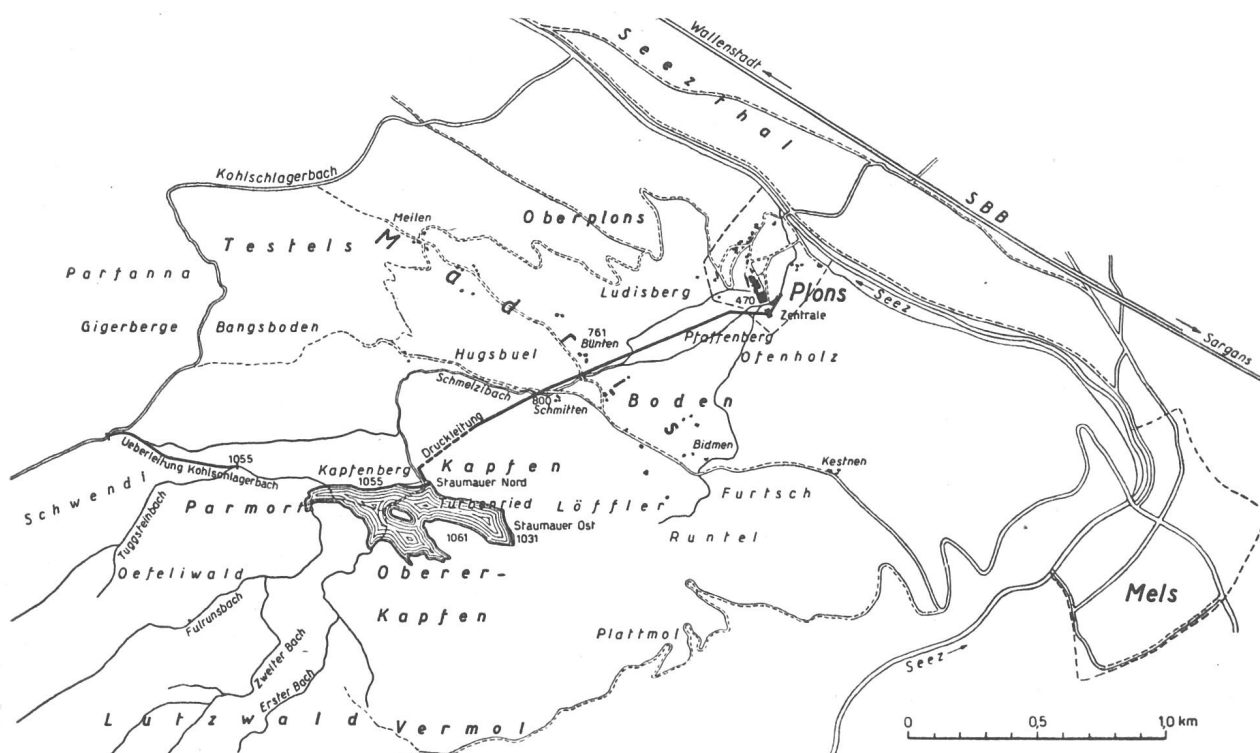 Wallenstadt
Seezthal
Kohlschlagerbach
SBB
Meilen
Oberplons
Testels
Mädris
Partanna
Ludisberg
470
Plons
Seez
Zentrale
Gigerberge
Bangsboden
761
Bünten
Pfaffenberg
Ofenholz
Sargans
Hugsbuel
Schmelzibach
800
Schmitten
Boden
Druckleitung
Bidmen
Ueberleitung Kohlschlagerbach
1055
Kapfenberg
Kapfen
Kestnen
Schwendi
1055
Staumauer Nord
Furtsch
Parmort
Turbenried
Löffler
Tuggsteinbach
Staumauer Ost
1061
1031
Runtel
Oefeliwald
Oberer-
Kapfen
Mels
Fulrunsbach
Plattmol
Zweiter Bach
Seez
Erster Bach
Lutzwald
Vermol
0
0,5
1,0 km